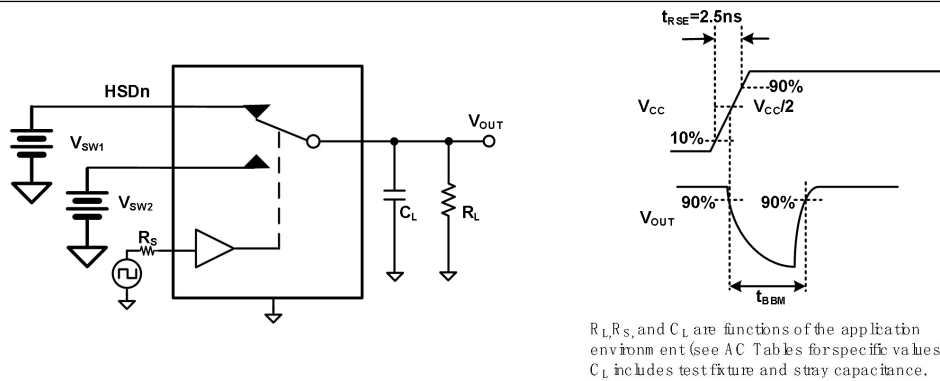 HSDn
V_SW1
V_SW2
R_S
V_OUT
C_L
R_L
t_RSE=2.5ns
90%
V_CC
V_CC/2
10%
90%
90%
V_OUT
t_BBM
R_L,R_S, and C_L are functions of the application
environment (see AC Tables for specific values
C_L includes test fixture and stray capacitance.